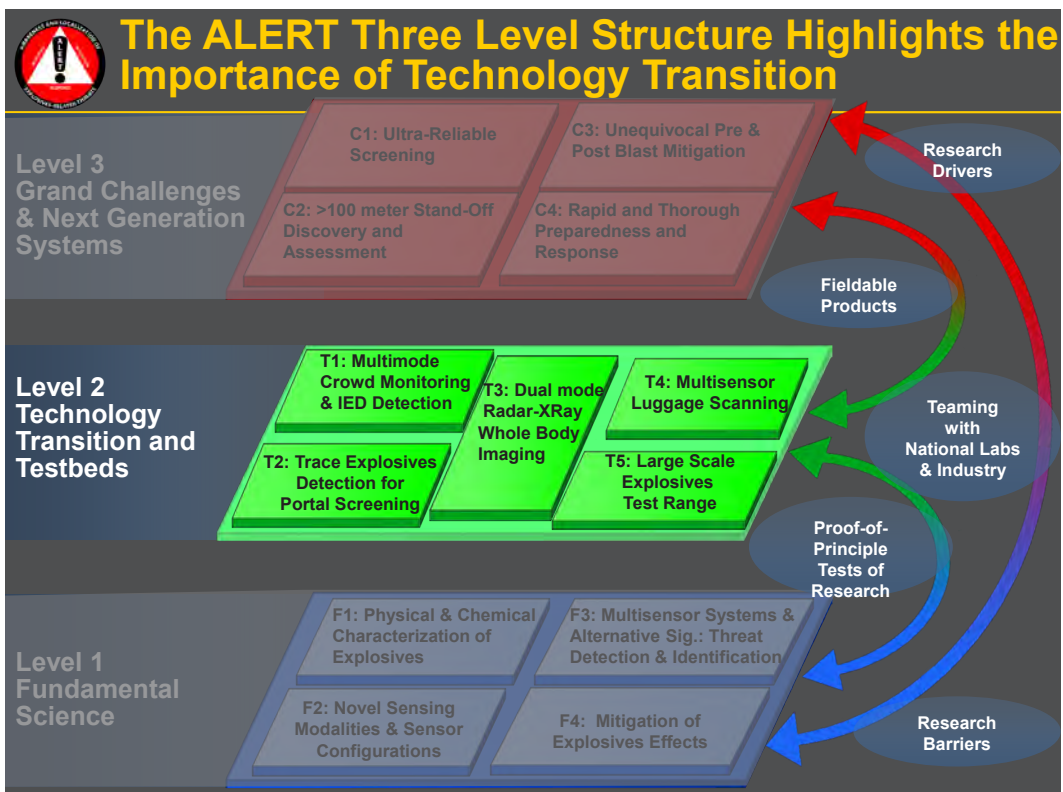 The ALERT Three Level Structure Highlights the
Importance of Technology Transition
ALERT
Level 3
Grand Challenges
& Next Generation
Systems
C1: Ultra-Reliable
Screening
C3: Unequivocal Pre &
Post Blast Mitigation
C2: >100 meter Stand-Off
Discovery and
Assessment
C4: Rapid and Thorough
Preparedness and
Response
Research
Drivers
Fieldable
Products
Level 2
Technology
Transition and
Testbeds
T1: Multimode
Crowd Monitoring
& IED Detection
T3: Dual mode
Radar-XRay
Whole Body
Imaging
T4: Multisensor
Luggage Scanning
T2: Trace Explosives
Detection for
Portal Screening
T5: Large Scale
Explosives
Test Range
Teaming
with
National Labs
& Industry
Proof-of-
Principle
Tests of
Research
Level 1
Fundamental
Science
F1: Physical & Chemical
Characterization of
Explosives
F3: Multisensor Systems &
Alternative Sig.: Threat
Detection & Identification
F2: Novel Sensing
Modalities & Sensor
Configurations
F4: Mitigation of
Explosives Effects
Research
Barriers